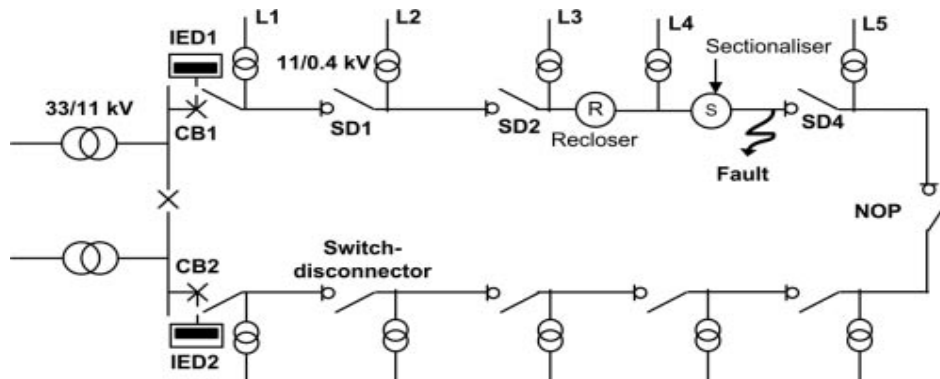 L1
L2
L3
L4
L5
IED1
Sectionaliser
11/0.4 kV
33/11 kV
R
S
CB1
SD1
SD2
SD4
Recloser
Fault
NOP
CB2
Switch-
disconnector
IED2